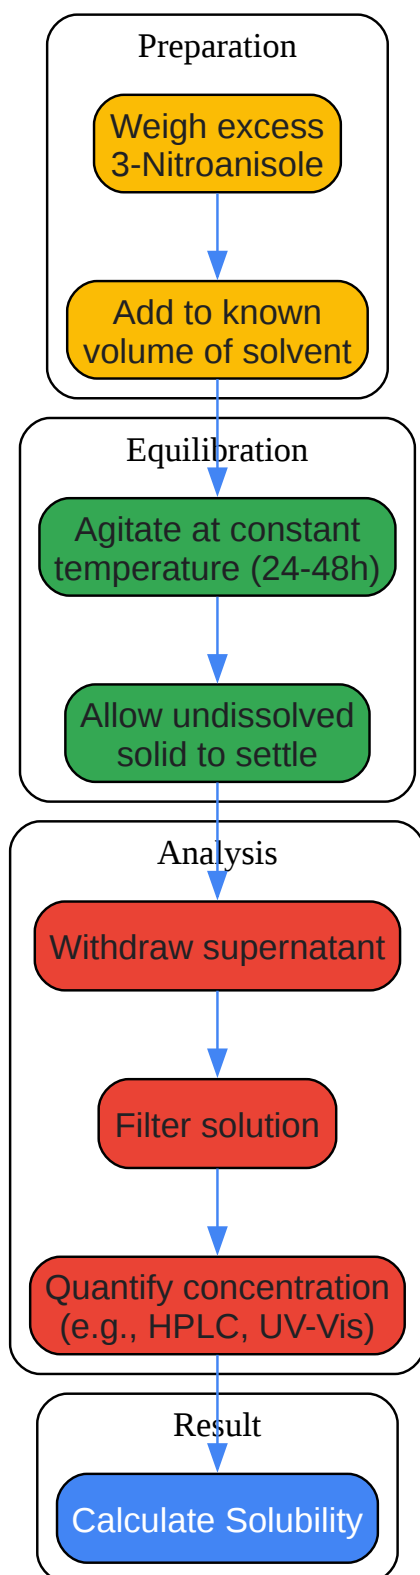 Preparation
Weigh excess
3-Nitroanisole
Add to known
volume of solvent
Equilibration
Agitate at constant
temperature (24-48h)
Allow undissolved
solid to settle
Analysis
Withdraw supernatant
Filter solution
Quantify concentration
(e.g., HPLC, UV-Vis)
Result
Calculate Solubility